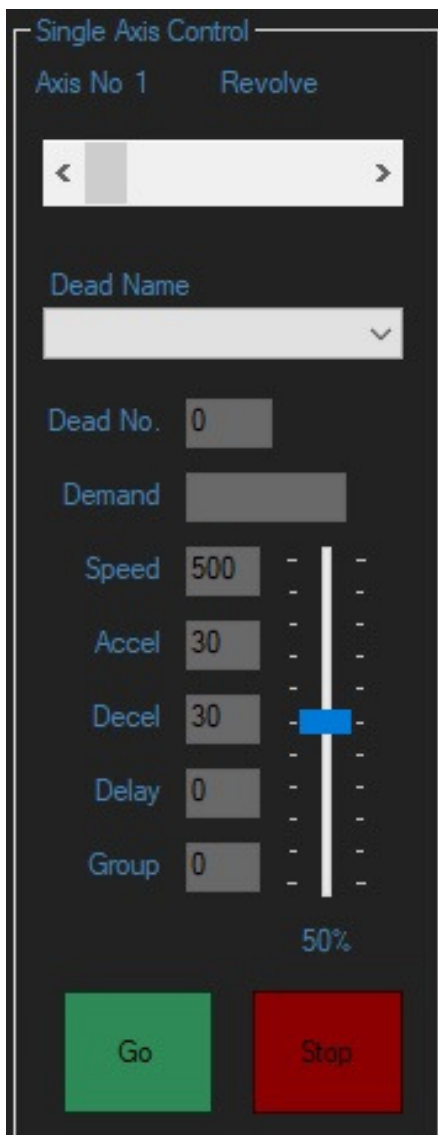 Single Axis Control
Axis No 1 Revolve
Dead Name
Dead No. 0
Demand
Speed 500
Accel 30
Decel 30
Delay 0
Group 0
50%
Go Stop